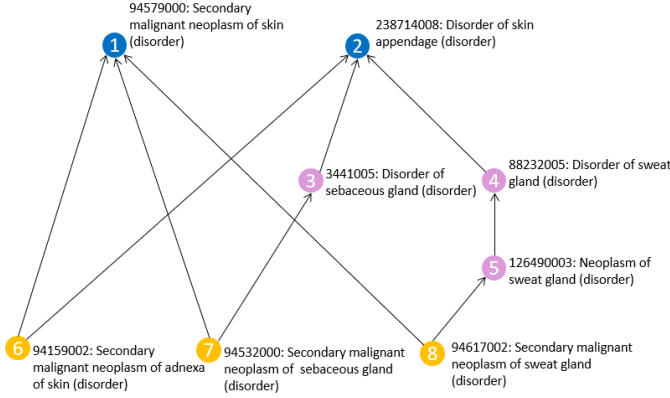 94579000: Secondary
malignant neoplasm of skin
(disorder)
1
238714008: Disorder of skin
appendage (disorder)
2
3
3441005: Disorder of
sebaceous gland (disorder)
4
88232005: Disorder of sweat
gland (disorder)
5
126490003: Neoplasm of
sweat gland (disorder)
6
94159002: Secondary
malignant neoplasm of adnexa
of skin (disorder)
7
94532000: Secondary malignant
neoplasm of sebaceous gland
(disorder)
8
94617002: Secondary malignant
neoplasm of sweat gland
(disorder)